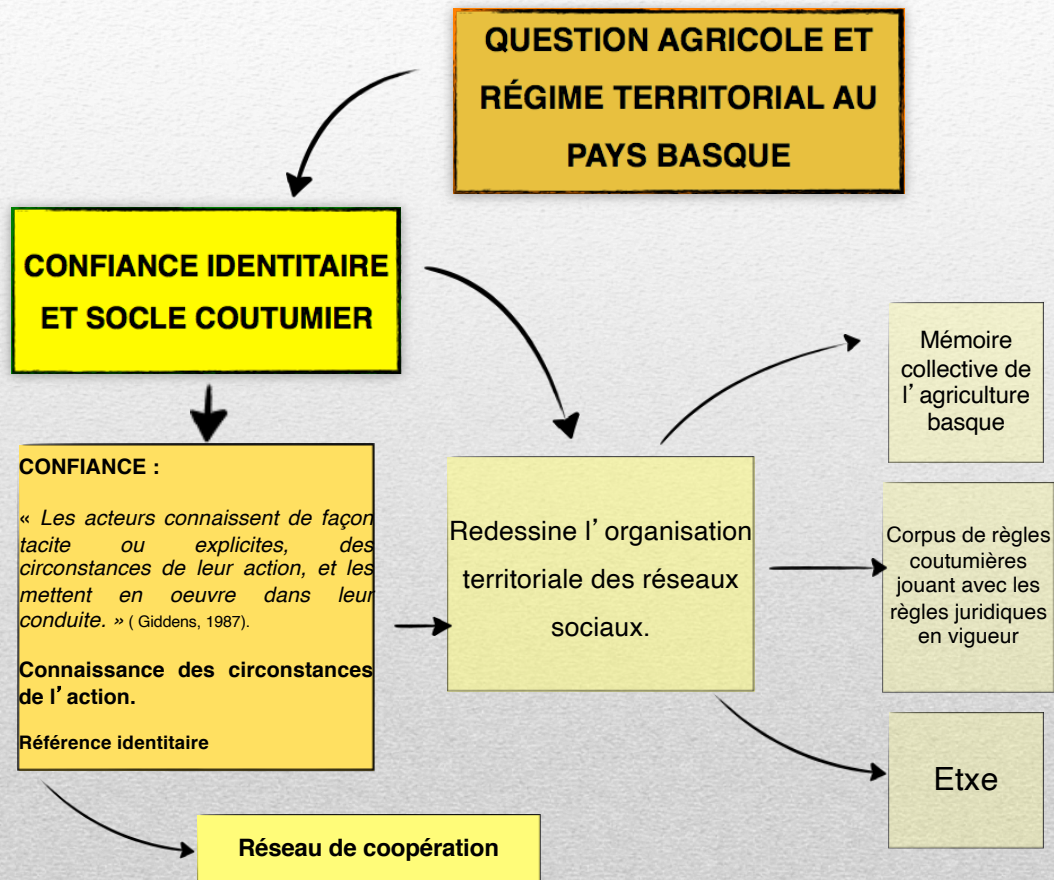 QUESTION AGRICOLE ET
RÉGIME TERRITORIAL AU
PAYS BASQUE
CONFIANCE IDENTITAIRE
ET SOCLE COUTUMIER
CONFIANCE :
« Les acteurs connaissent de façon
tacite ou explicites, des
circonstances de leur action, et les
mettent en oeuvre dans leur
conduite. » ( Giddens, 1987).
Connaissance des circonstances
de l’action.
Référence identitaire
Réseau de coopération
Redessine l’organisation
territoriale des réseaux
sociaux.
Mémoire
collective de
l’agriculture
basque
Corpus de règles
coutumières
jouant avec les
règles juridiques
en vigueur
Etxe